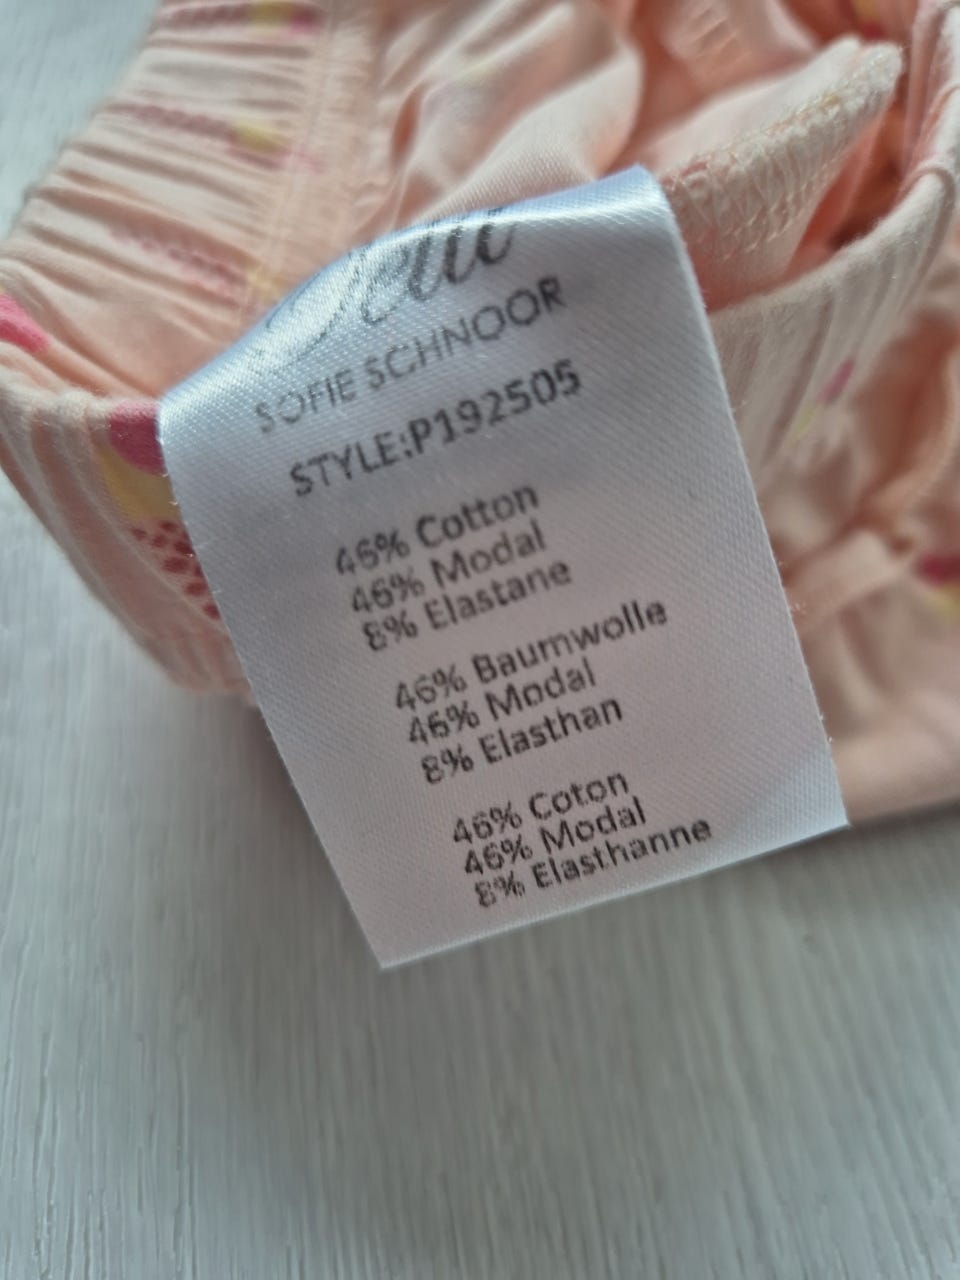 Petit
SOFIE SCHNOOR
STYLE:P192505
46% Cotton
46% Modal
8% Elastane
46% Baumwolle
46% Modal
8% Elasthan
46% Coton
46% Modal
8% Elasthanne